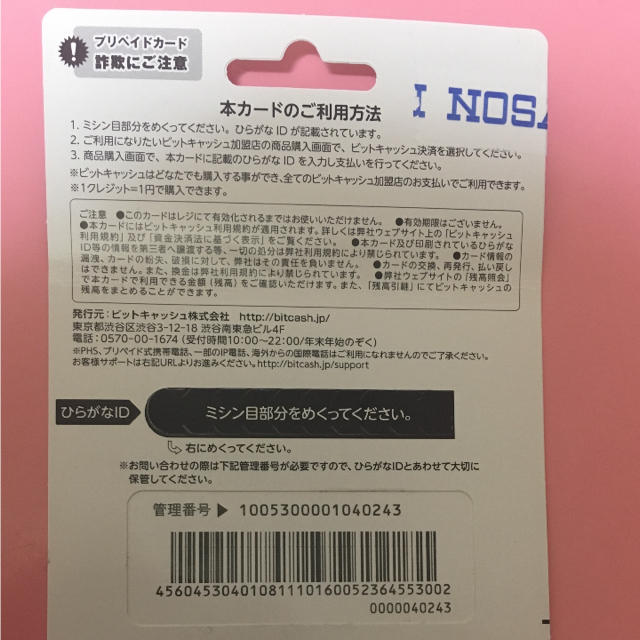 プリペイドカード
詐欺にご注意
本カードのご利用方法
1. ミシン目部分をめくってください。ひらがな ID が記載されています。
2. ご利用になりたいビットキャッシュ加盟店の商品購入画面で、ビットキャッシュ決済を選択してください。
3. 商品購入画面で、本カードに記載のひらがな ID を入力し支払いを行ってください。
※ビットキャッシュはどなたでも購入する事ができ、全てのビットキャッシュ加盟店のお支払いでご利用できます。
※1クレジット=1円で購入できます。
ご注意 ●このカードはレジにて有効化されるまではお使いいただけません。 ●有効期限はございません。
●本カードにはビットキャッシュ利用規約が適用されます。詳しくは弊社ウェブサイト上の「ビットキャッシュ
利用規約」及び「資金決済法に基づく表示」をご覧ください。 ●本カード及び印刷されているひらがな
ID等の情報を第三者へ譲渡する等、一切の処分は弊社利用規約により禁じられています。 ●カード情報の
漏洩、カードの紛失、破損に対して、弊社はその責任を負いません。 ●カードの交換、再発行、払い戻し
はできません。また、換金は弊社利用規約により禁じられています。 ●弊社ウェブサイトの「残高照会」
で本カードで利用できる金額(残高)をご確認いただけます。また、「残高引継」にてビットキャッシュの
残高をまとめることができます。
発行元：ビットキャッシュ株式会社 http://bitcash.jp/
東京都渋谷区渋谷3-12-18 渋谷南東急ビル4F
電話：0570-00-1674 (受付時間10:00～22:00/年末年始のぞく)
※PHS、プリペイド式携帯電話、一部のIP電話、海外からの国際電話はご利用になれませんのでご了承ください。
お客様サポートは右記URLよりお進みください。http://bitcash.jp/support
ひらがなID
ミシン目部分をめくってください。
右にめくってください。
※お問い合わせの際は下記管理番号が必要ですので、ひらがなIDとあわせて大切に
保管してください。
管理番号 ▶ 1005300001040243
45604530401081110160052364553002
0000040243